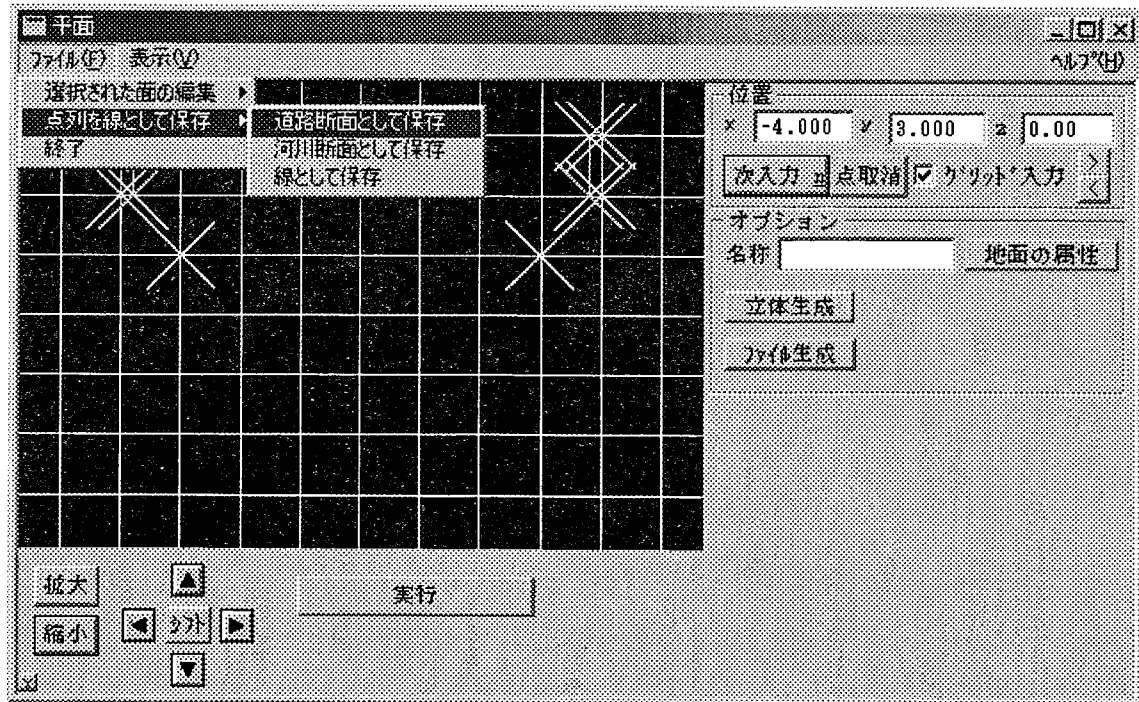 平面
ファイル(F) 表示(V) ヘルプ(H)
選択された面の編集
点列を線として保存
終了
道路断面として保存
河川断面として保存
線として保存
位置
x -4.000 y 3.000 z 0.00
次入力 点取消 グリッド入力 >
<
オプション
名称 地面の属性
立体生成
ファイル生成
拡大
縮小
シフト
実行